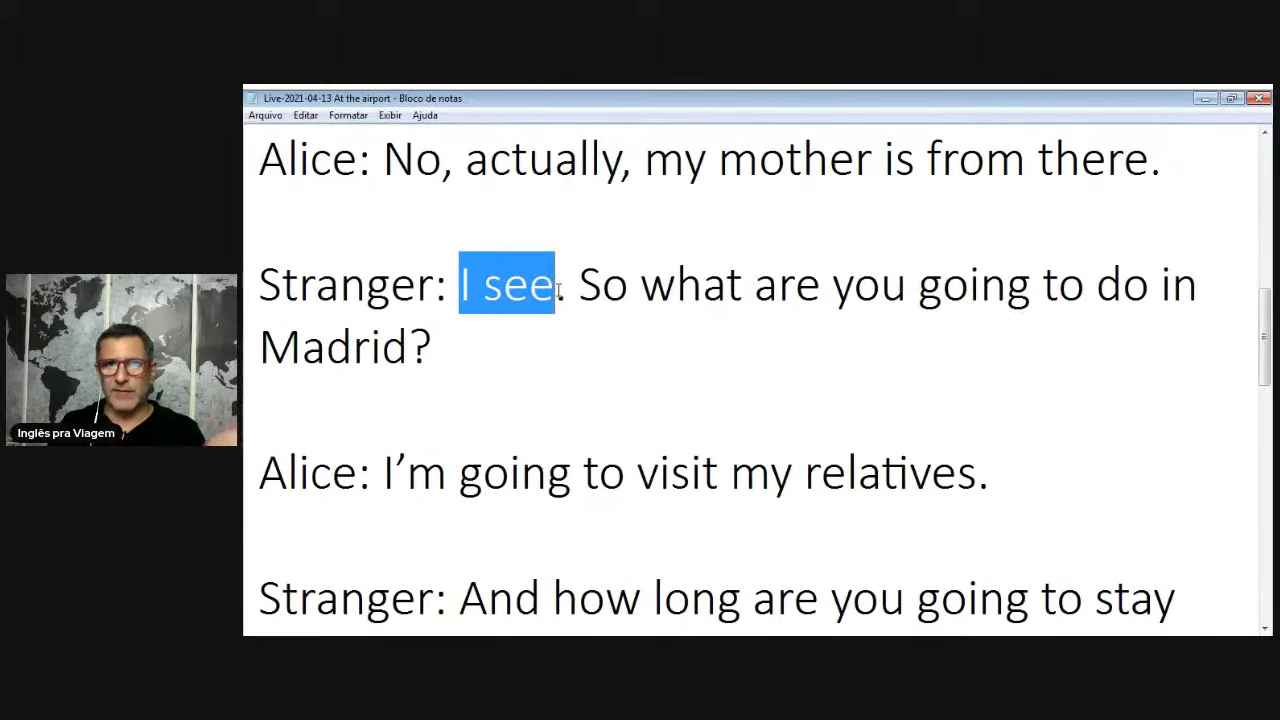 Live-2021-04-13 At the airport - Bloco de notas
Arquivo Editar Formatar Exibir Ajuda
Alice: No, actually, my mother is from there.
Stranger: I see. So what are you going to do in
Madrid?
Alice: I’m going to visit my relatives.
Stranger: And how long are you going to stay
Inglês pra Viagem